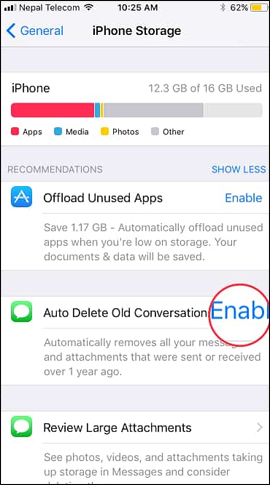 Nepal Telecom 10:25 AM 62%
General iPhone Storage
iPhone 12.3 GB of 16 GB Used
Apps Media Photos Other
RECOMMENDATIONS SHOW LESS
Offload Unused Apps Enable
Save 1.17 GB - Automatically offload unused
apps when you're low on storage. Your
documents & data will be saved.
Auto Delete Old Conversation Enabl
Automatically removes all your
and attachments that were sent or received
over 1 year ago.
Review Large Attachments
See photos, videos, and attachments taking
up storage in Messages and consider